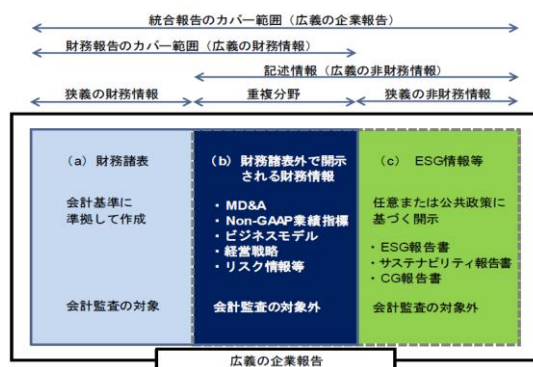 統合報告のカバー範囲（広義の企業報告）
財務報告のカバー範囲（広義の財務情報）
記述情報（広義の非財務情報）
狭義の財務情報
重複分野
狭義の非財務情報
（a）財務諸表
会計基準に
準拠して作成
会計監査の対象
（b）財務諸表外で開示
される財務情報
・MD&A
・Non-GAAP業績指標
・ビジネスモデル
・経営戦略
・リスク情報等
会計監査の対象外
（c） ESG情報等
任意または公共政策に
基づく開示
・ESG報告書
・サステナビリティ報告書
・CG報告書
会計監査の対象外
広義の企業報告